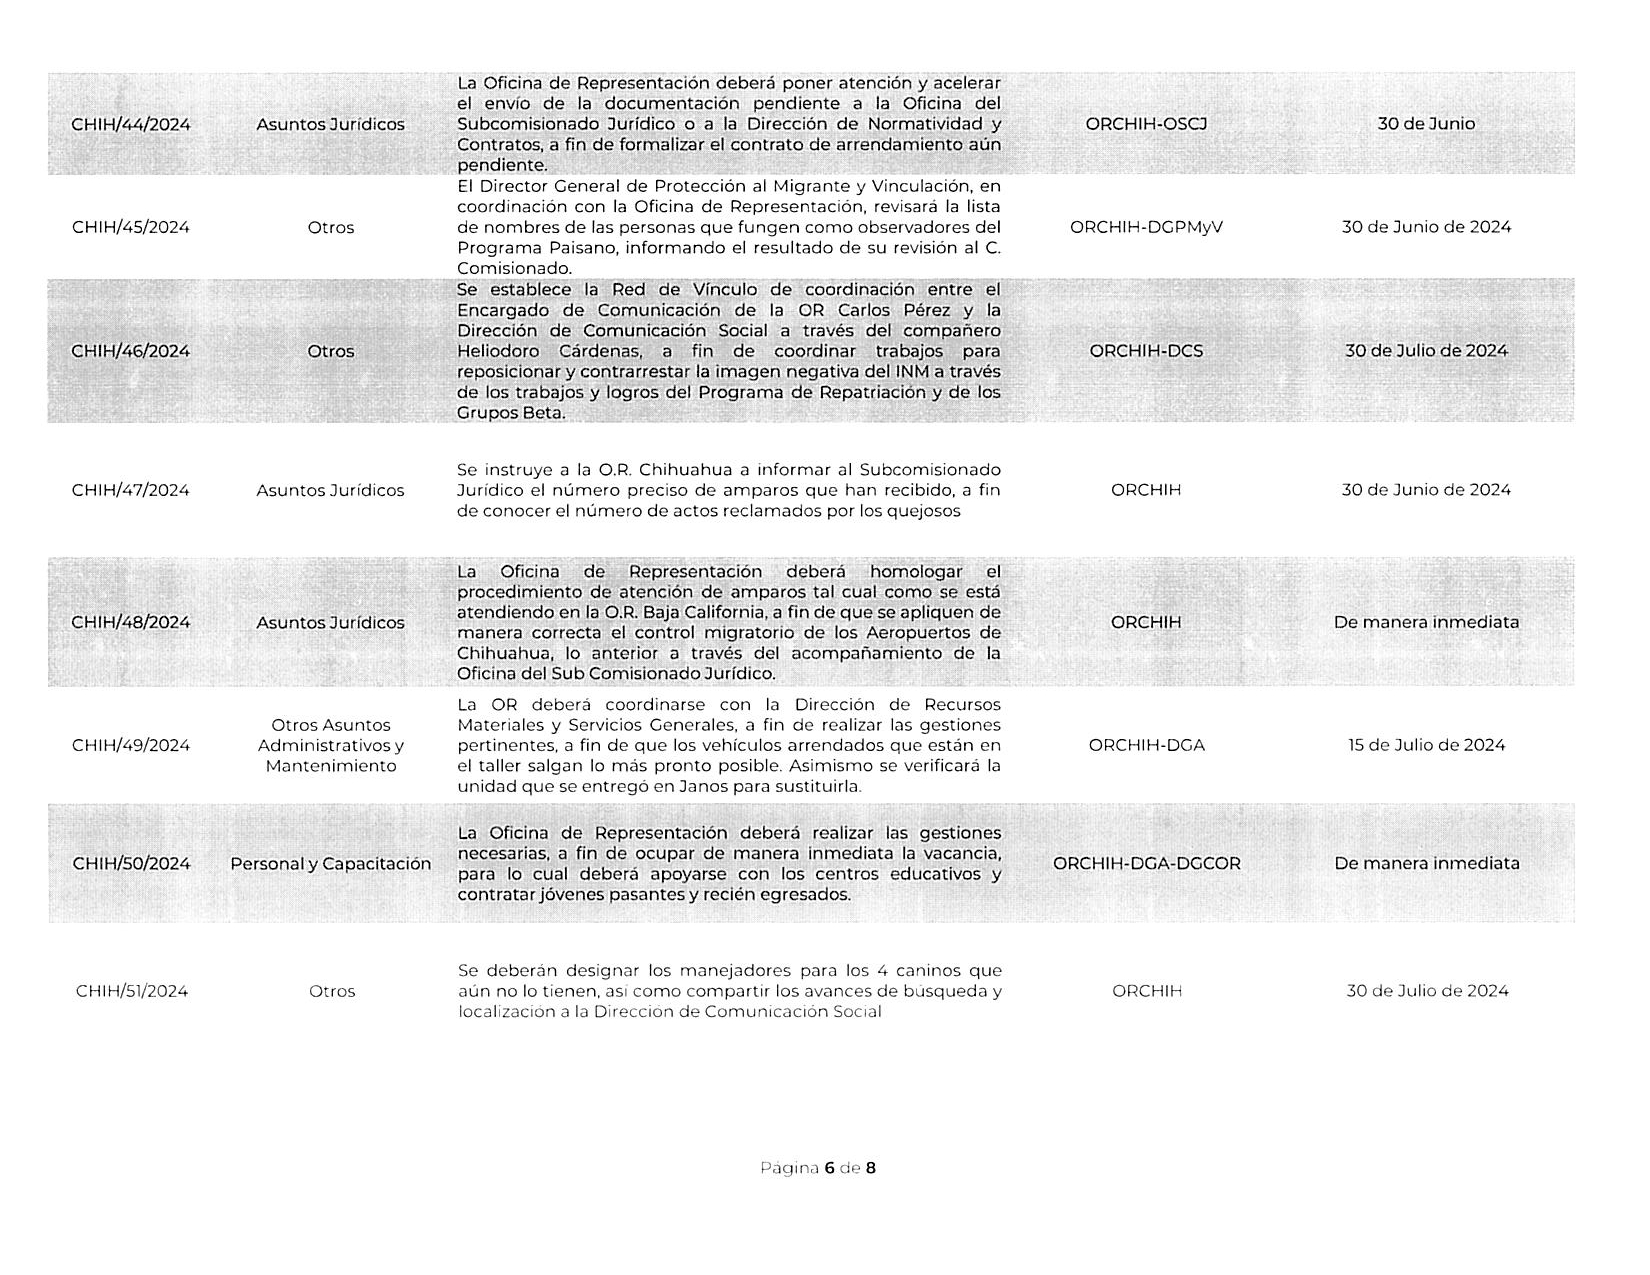 La Oficina de Representación deberá poner atención y acelerar
el envío de la documentación pendiente a la Oficina del
CHIH/44/2024 Asuntos Jurídicos Subcomisionado Jurídico o a la Dirección de Normatividad y ORCHIH-OSCJ 30 de Junio
Contratos, a fin de formalizar el contrato de arrendamiento aún
pendiente.
El Director General de Protección al Migrante y Vinculación, en
coordinación con la Oficina de Representación, revisará la lista
CHIH/45/2024 Otros de nombres de las personas que fungen como observadores del ORCHIH-DGPMyV 30 de Junio de 2024
Programa Paisano, informando el resultado de su revisión al C.
Comisionado.
Se establece la Red de Vínculo de coordinación entre el
Encargado de Comunicación de la OR Carlos Pérez y la
Dirección de Comunicación Social a través del compañero
CHIH/46/2024 Otros Heliodoro Cárdenas, a fin de coordinar trabajos para ORCHIH-DCS 30 de Julio de 2024
reposicionar y contrarrestar la imagen negativa del INM a través
de los trabajos y logros del Programa de Repatriación y de los
Grupos Beta.
Se instruye a la O.R. Chihuahua a informar al Subcomisionado
CHIH/47/2024 Asuntos Jurídicos Jurídico el número preciso de amparos que han recibido, a fin ORCHIH 30 de Junio de 2024
de conocer el número de actos reclamados por los quejosos
La Oficina de Representación deberá homologar el
procedimiento de atención de amparos tal cual como se está
atendiendo en la O.R. Baja California, a fin de que se apliquen de
CHIH/48/2024 Asuntos Jurídicos manera correcta el control migratorio de los Aeropuertos de ORCHIH De manera inmediata
Chihuahua, lo anterior a través del acompañamiento de la
Oficina del Sub Comisionado Jurídico.
La OR deberá coordinarse con la Dirección de Recursos
Otros Asuntos Materiales y Servicios Generales, a fin de realizar las gestiones
CHIH/49/2024 Administrativos y pertinentes, a fin de que los vehículos arrendados que están en ORCHIH-DGA 15 de Julio de 2024
Mantenimiento el taller salgan lo más pronto posible. Asimismo se verificará la
unidad que se entregó en Janos para sustituirla.
La Oficina de Representación deberá realizar las gestiones
necesarias, a fin de ocupar de manera inmediata la vacancia,
CHIH/50/2024 Personal y Capacitación para lo cual deberá apoyarse con los centros educativos y ORCHIH-DGA-DGCOR De manera inmediata
contratar jóvenes pasantes y recién egresados.
Se deberán designar los manejadores para los 4 caninos que
CHIH/51/2024 Otros aún no lo tienen, así como compartir los avances de búsqueda y ORCHIH 30 de Julio de 2024
localización a la Dirección de Comunicación Social
Página 6 de 8